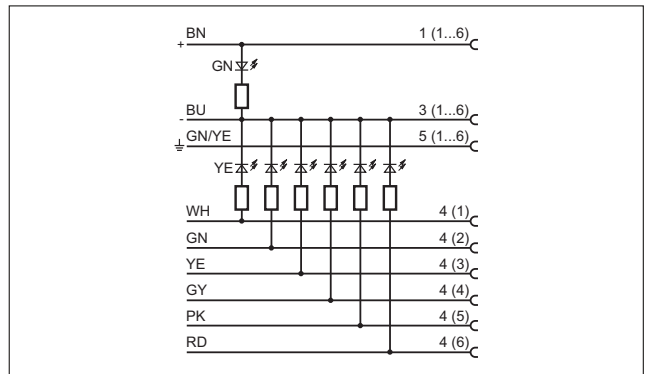 BN 1 (1...6)
+
GN
BU 3 (1...6)
-
GN/YE 5 (1...6)
YE
WH 4 (1)
GN 4 (2)
YE 4 (3)
GY 4 (4)
PK 4 (5)
RD 4 (6)